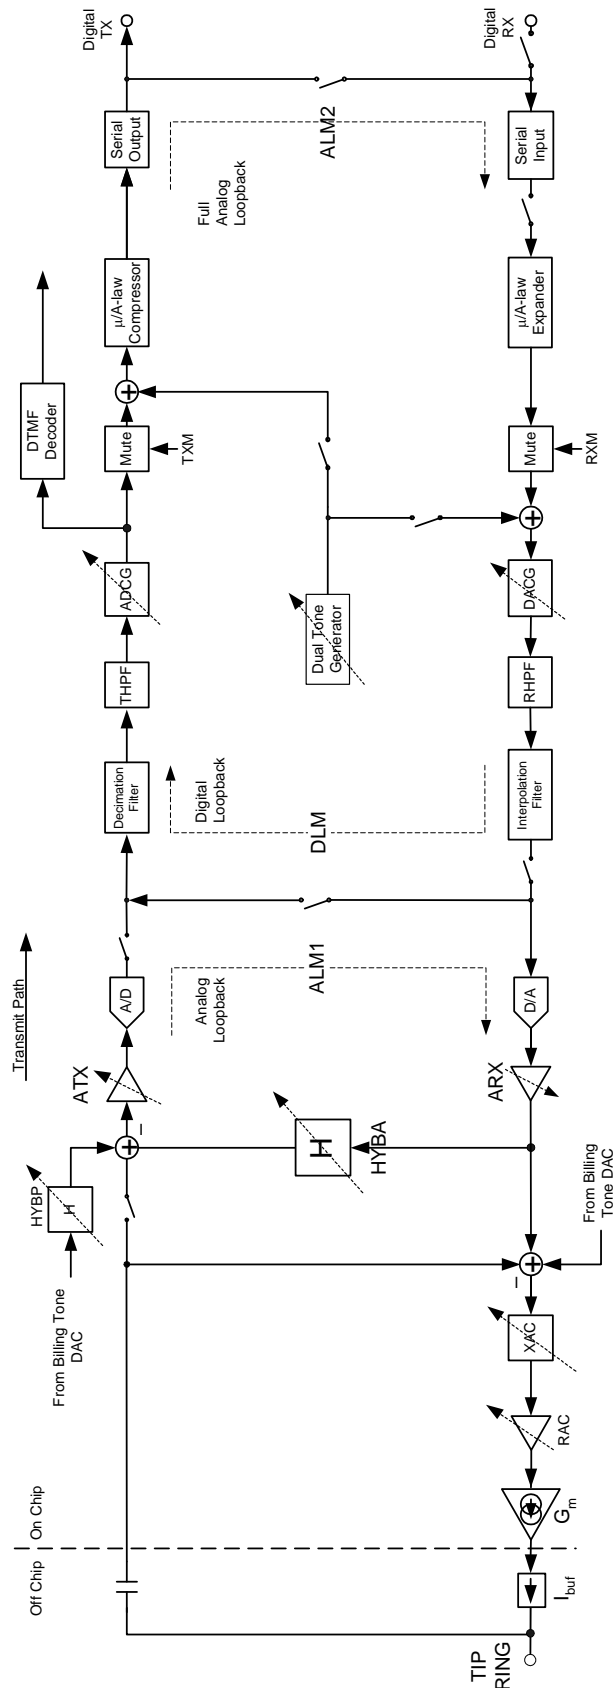 Digital
TX
Digital
RX
Serial
Output
Serial
Input
ALM2
Full
Analog
Loopback
µ/A-law
Compressor
µ/A-law
Expander
DTMF
Decoder
Mute
TXM
Mute
RXM
ADCG
DACG
Dual Tone
Generator
THPF
RHPF
Decimation
Filter
Digital
Loopback
DLM
Interpolation
Filter
Transmit Path
A/D
Analog
Loopback
ALM1
D/A
ATX
ARX
HYBP
H
–
H
HYBA
From Billing Tone
DAC
From Billing
Tone DAC
–
XAC
RAC
Gm
On Chip
Off Chip
Ibuf
TIP
RING